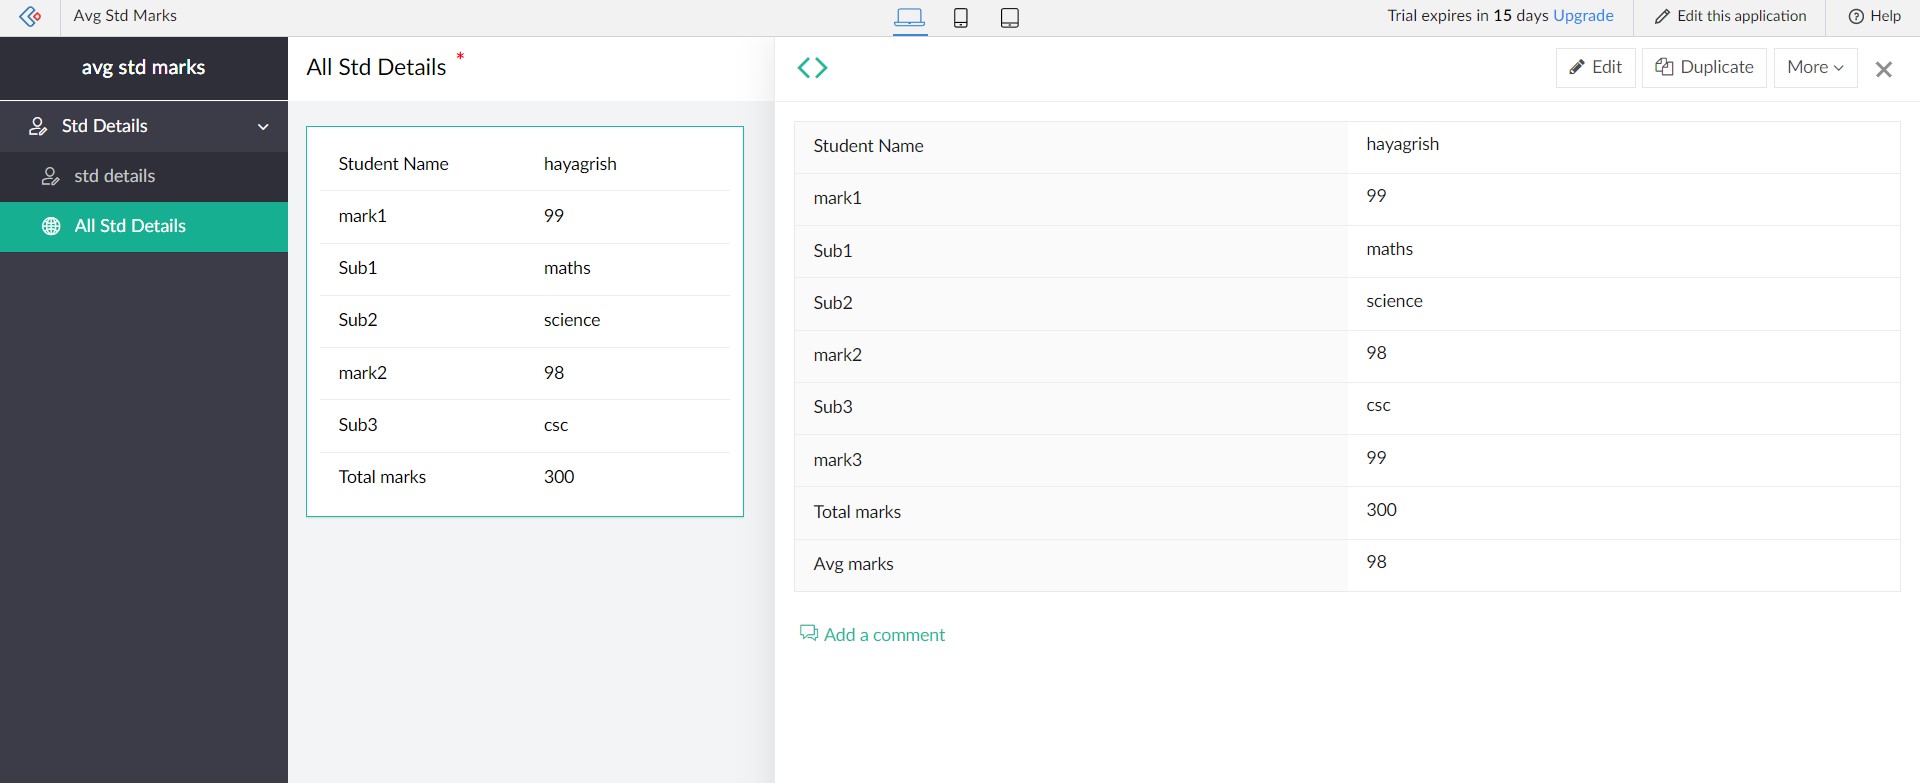 Avg Std Marks
Trial expires in 15 days Upgrade
Edit this application
Help
avg std marks
Std Details
std details
All Std Details
All Std Details *
Student Name hayagrish
mark1 99
Sub1 maths
Sub2 science
mark2 98
Sub3 csc
Total marks 300
Edit
Duplicate
More
Student Name hayagrish
mark1 99
Sub1 maths
Sub2 science
mark2 98
Sub3 csc
mark3 99
Total marks 300
Avg marks 98
Add a comment